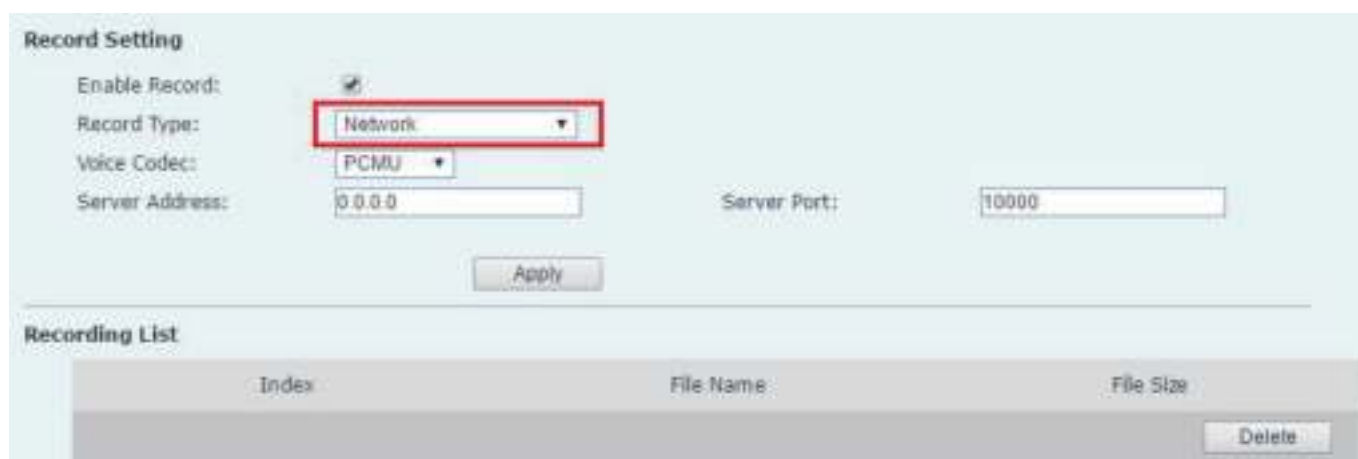 Record Setting
Enable Record:
Record Type: Network
Voice Codec: PCMU
Server Address: 0.0.0.0 Server Port: 10000
Apply
Recording List
Index File Name File Size
Delete